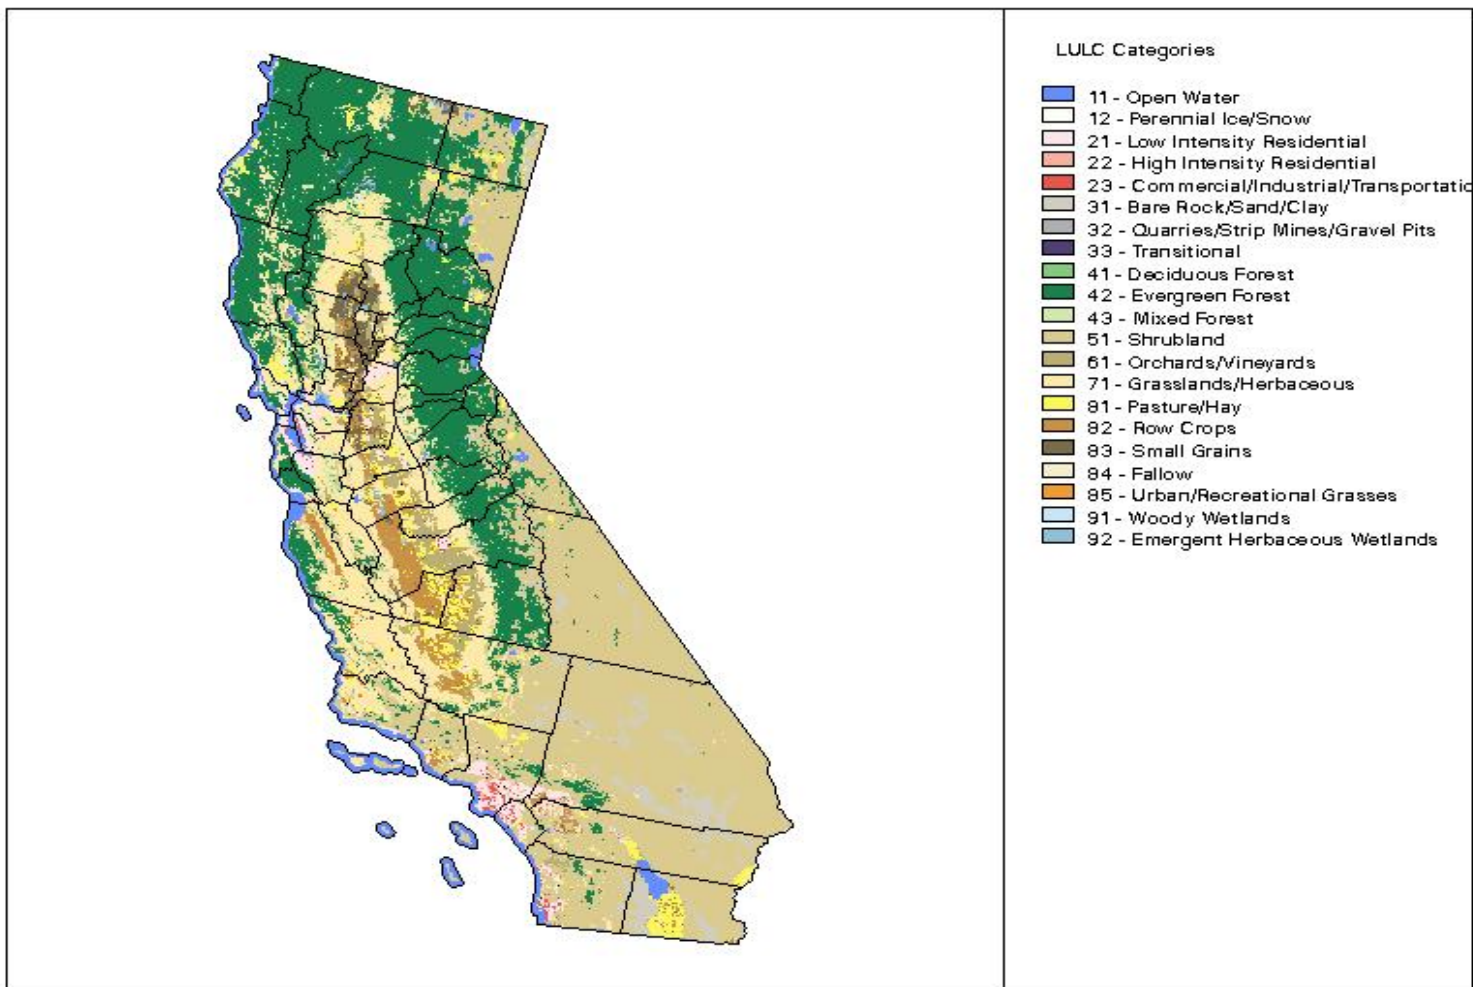 LULC Categories
11 - Open Water
12 - Perennial Ice/Snow
21 - Low Intensity Residential
22 - High Intensity Residential
23 - Commercial/Industrial/Transportatio
31 - Bare Rock/Sand/Clay
32 - Quarries/Strip Mines/Gravel Pits
33 - Transitional
41 - Deciduous Forest
42 - Evergreen Forest
43 - Mixed Forest
51 - Shrubland
61 - Orchards/Vineyards
71 - Grasslands/Herbaceous
81 - Pasture/Hay
82 - Row Crops
83 - Small Grains
84 - Fallow
85 - Urban/Recreational Grasses
91 - Woody Wetlands
92 - Emergent Herbaceous Wetlands